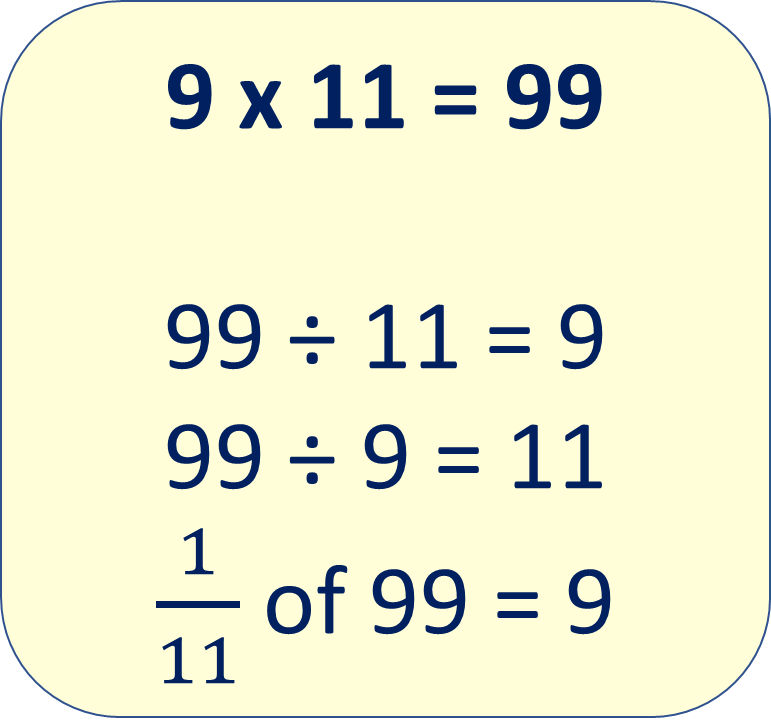 9 x 11 = 99
99 ÷ 11 = 9
99 ÷ 9 = 11
1/11 of 99 = 9